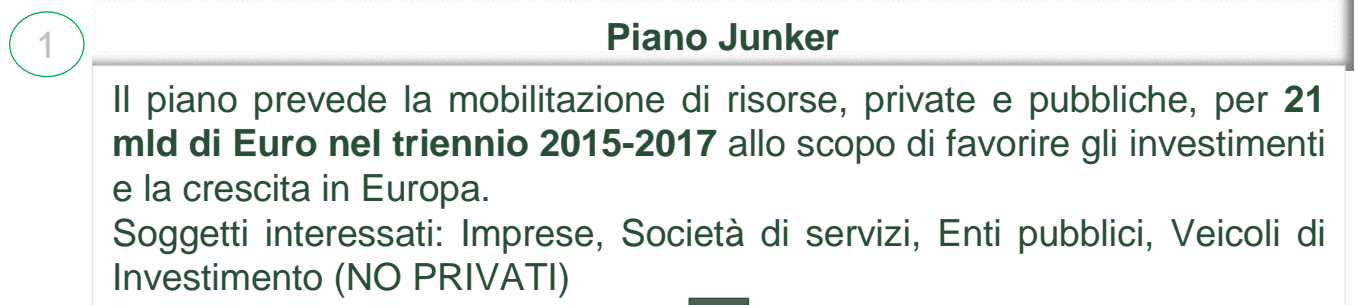 1
Piano Junker
Il piano prevede la mobilitazione di risorse, private e pubbliche, per 21
mld di Euro nel triennio 2015-2017 allo scopo di favorire gli investimenti
e la crescita in Europa.
Soggetti interessati: Imprese, Società di servizi, Enti pubblici, Veicoli di
Investimento (NO PRIVATI)